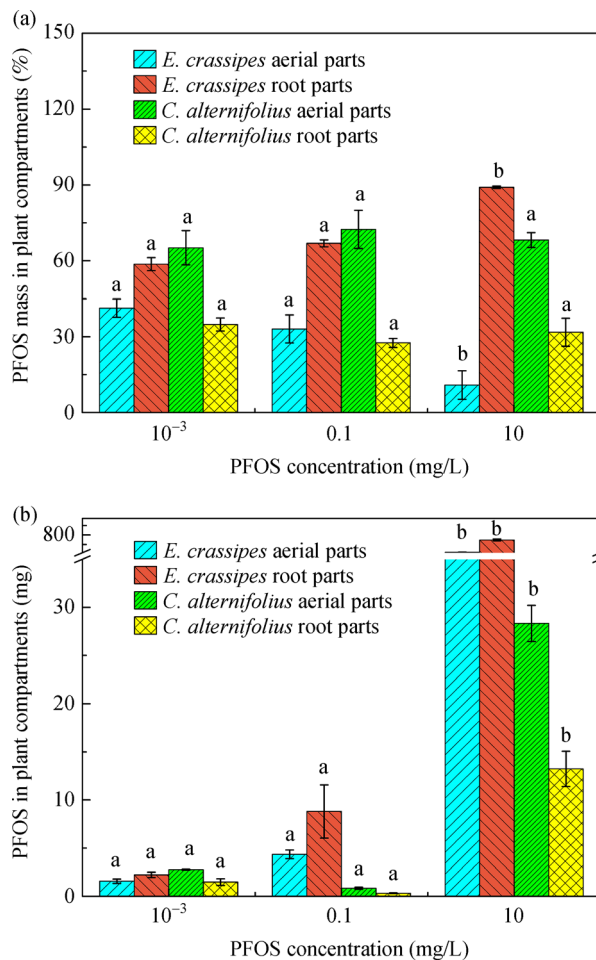 (a)
150
120
90
60
30
0
PFOS mass in plant compartments (%)
E. crassipes aerial parts
E. crassipes root parts
C. alternifolius aerial parts
C. alternifolius root parts
a a a a
a a a a
b b a a
10⁻³ 0.1 10
PFOS concentration (mg/L)
(b)
800
30
20
10
0
PFOS in plant compartments (mg)
E. crassipes aerial parts
E. crassipes root parts
C. alternifolius aerial parts
C. alternifolius root parts
a a a a
a a a a
b b b b
10⁻³ 0.1 10
PFOS concentration (mg/L)